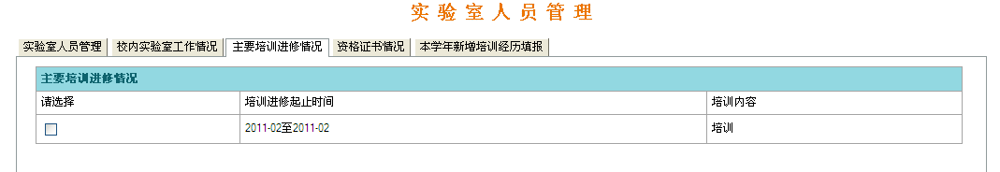 实验室人员管理
实验室人员管理 校内实验室工作情况 主要培训进修情况 资格证书情况 本学年新增培训经历填报
主要培训进修情况
请选择 培训进修起止时间 培训内容
2011-02至2011-02 培训